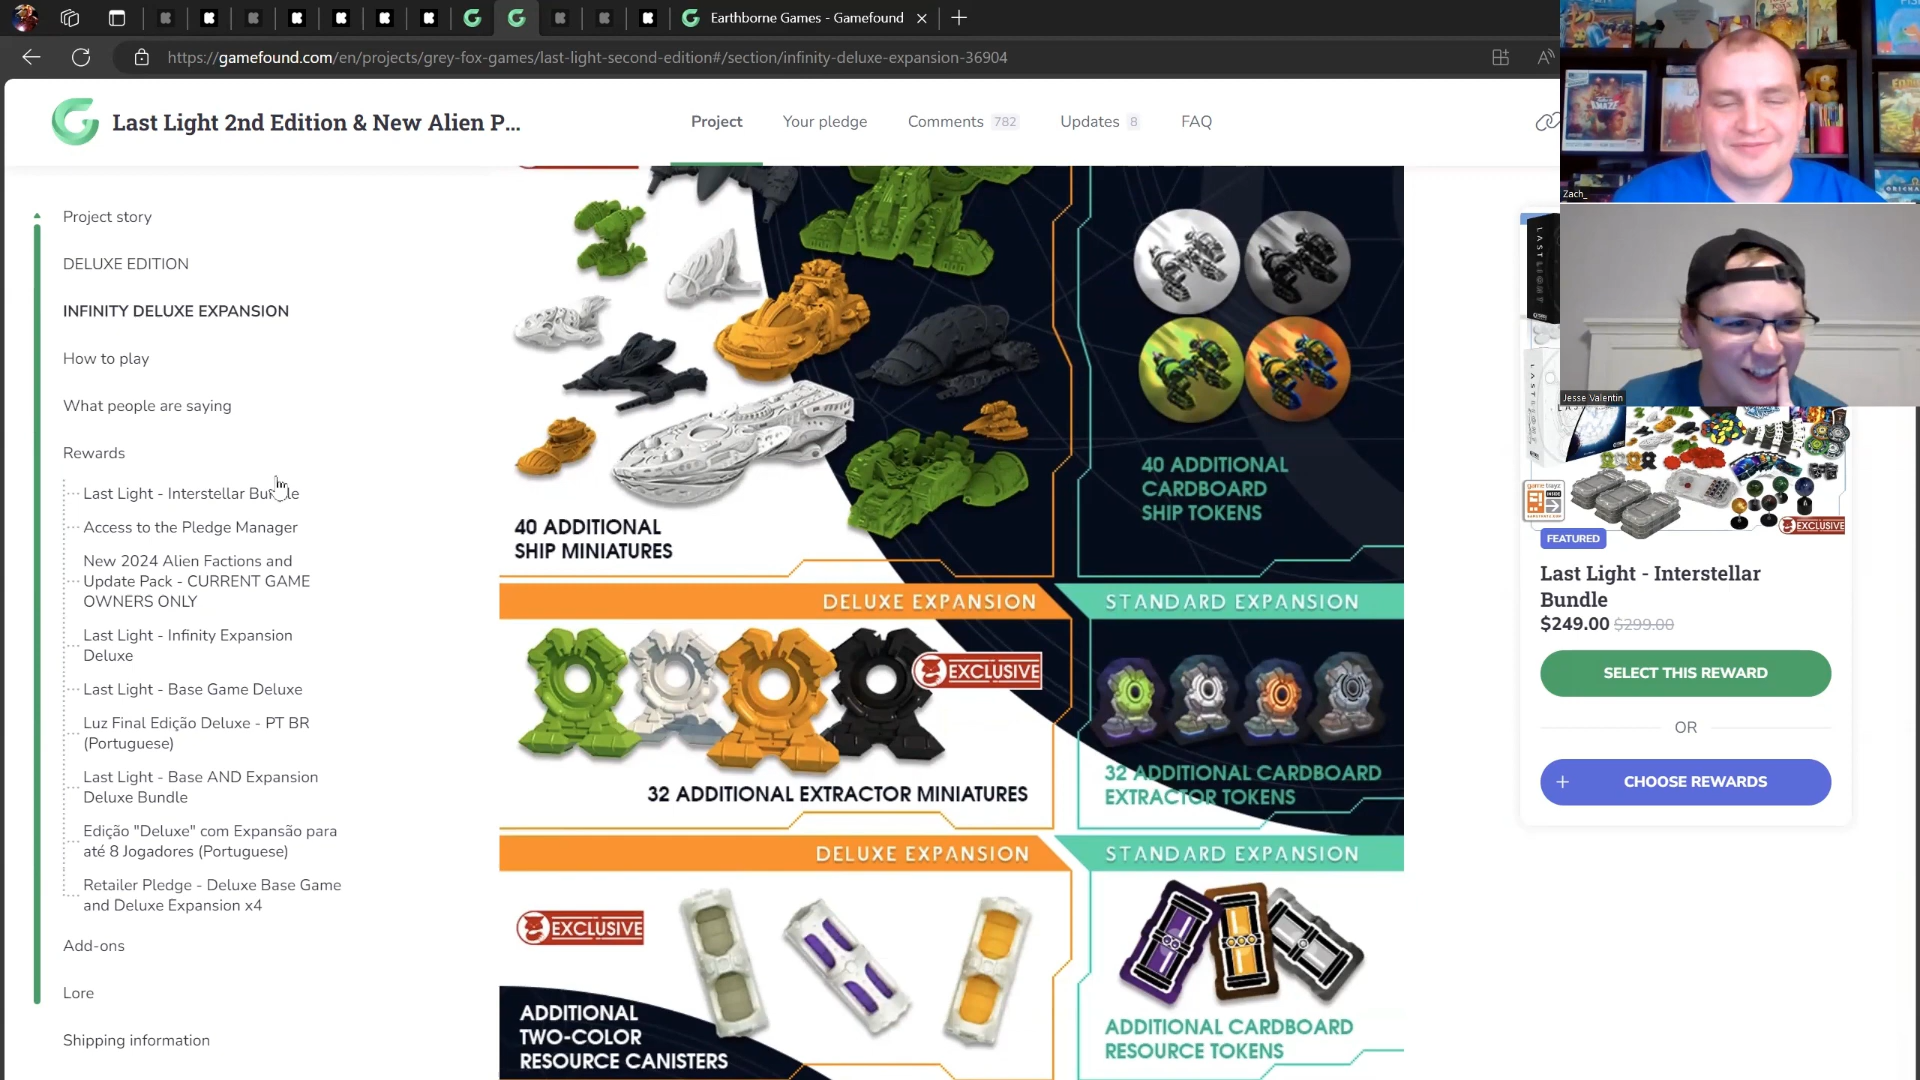 Earthborne Games - Gamefound
https://gamefound.com/en/projects/grey-fox-games/last-light-second-edition#/section/infinity-deluxe-expansion-36904
Last Light 2nd Edition & New Alien P...
Project
Your pledge
Comments 782
Updates 8
FAQ
Project story
DELUXE EDITION
INFINITY DELUXE EXPANSION
How to play
What people are saying
Rewards
Last Light - Interstellar Bundle
Access to the Pledge Manager
New 2024 Alien Factions and
Update Pack - CURRENT GAME
OWNERS ONLY
Last Light - Infinity Expansion
Deluxe
Last Light - Base Game Deluxe
Luz Final Edição Deluxe - PT BR
(Portuguese)
Last Light - Base AND Expansion
Deluxe Bundle
Edição "Deluxe" com Expansão para
até 8 Jogadores (Portuguese)
Retailer Pledge - Deluxe Base Game
and Deluxe Expansion x4
Add-ons
Lore
Shipping information
40 ADDITIONAL
SHIP MINIATURES
40 ADDITIONAL
CARDBOARD
SHIP TOKENS
DELUXE EXPANSION
STANDARD EXPANSION
EXCLUSIVE
32 ADDITIONAL EXTRACTOR MINIATURES
32 ADDITIONAL CARDBOARD
EXTRACTOR TOKENS
DELUXE EXPANSION
STANDARD EXPANSION
EXCLUSIVE
ADDITIONAL
TWO-COLOR
RESOURCE CANISTERS
ADDITIONAL CARDBOARD
RESOURCE TOKENS
Zach_
Jesse Valentin
LAST LIGHT
EXCLUSIVE
FEATURED
Last Light - Interstellar
Bundle
$249.00 $299.00
SELECT THIS REWARD
OR
+ CHOOSE REWARDS